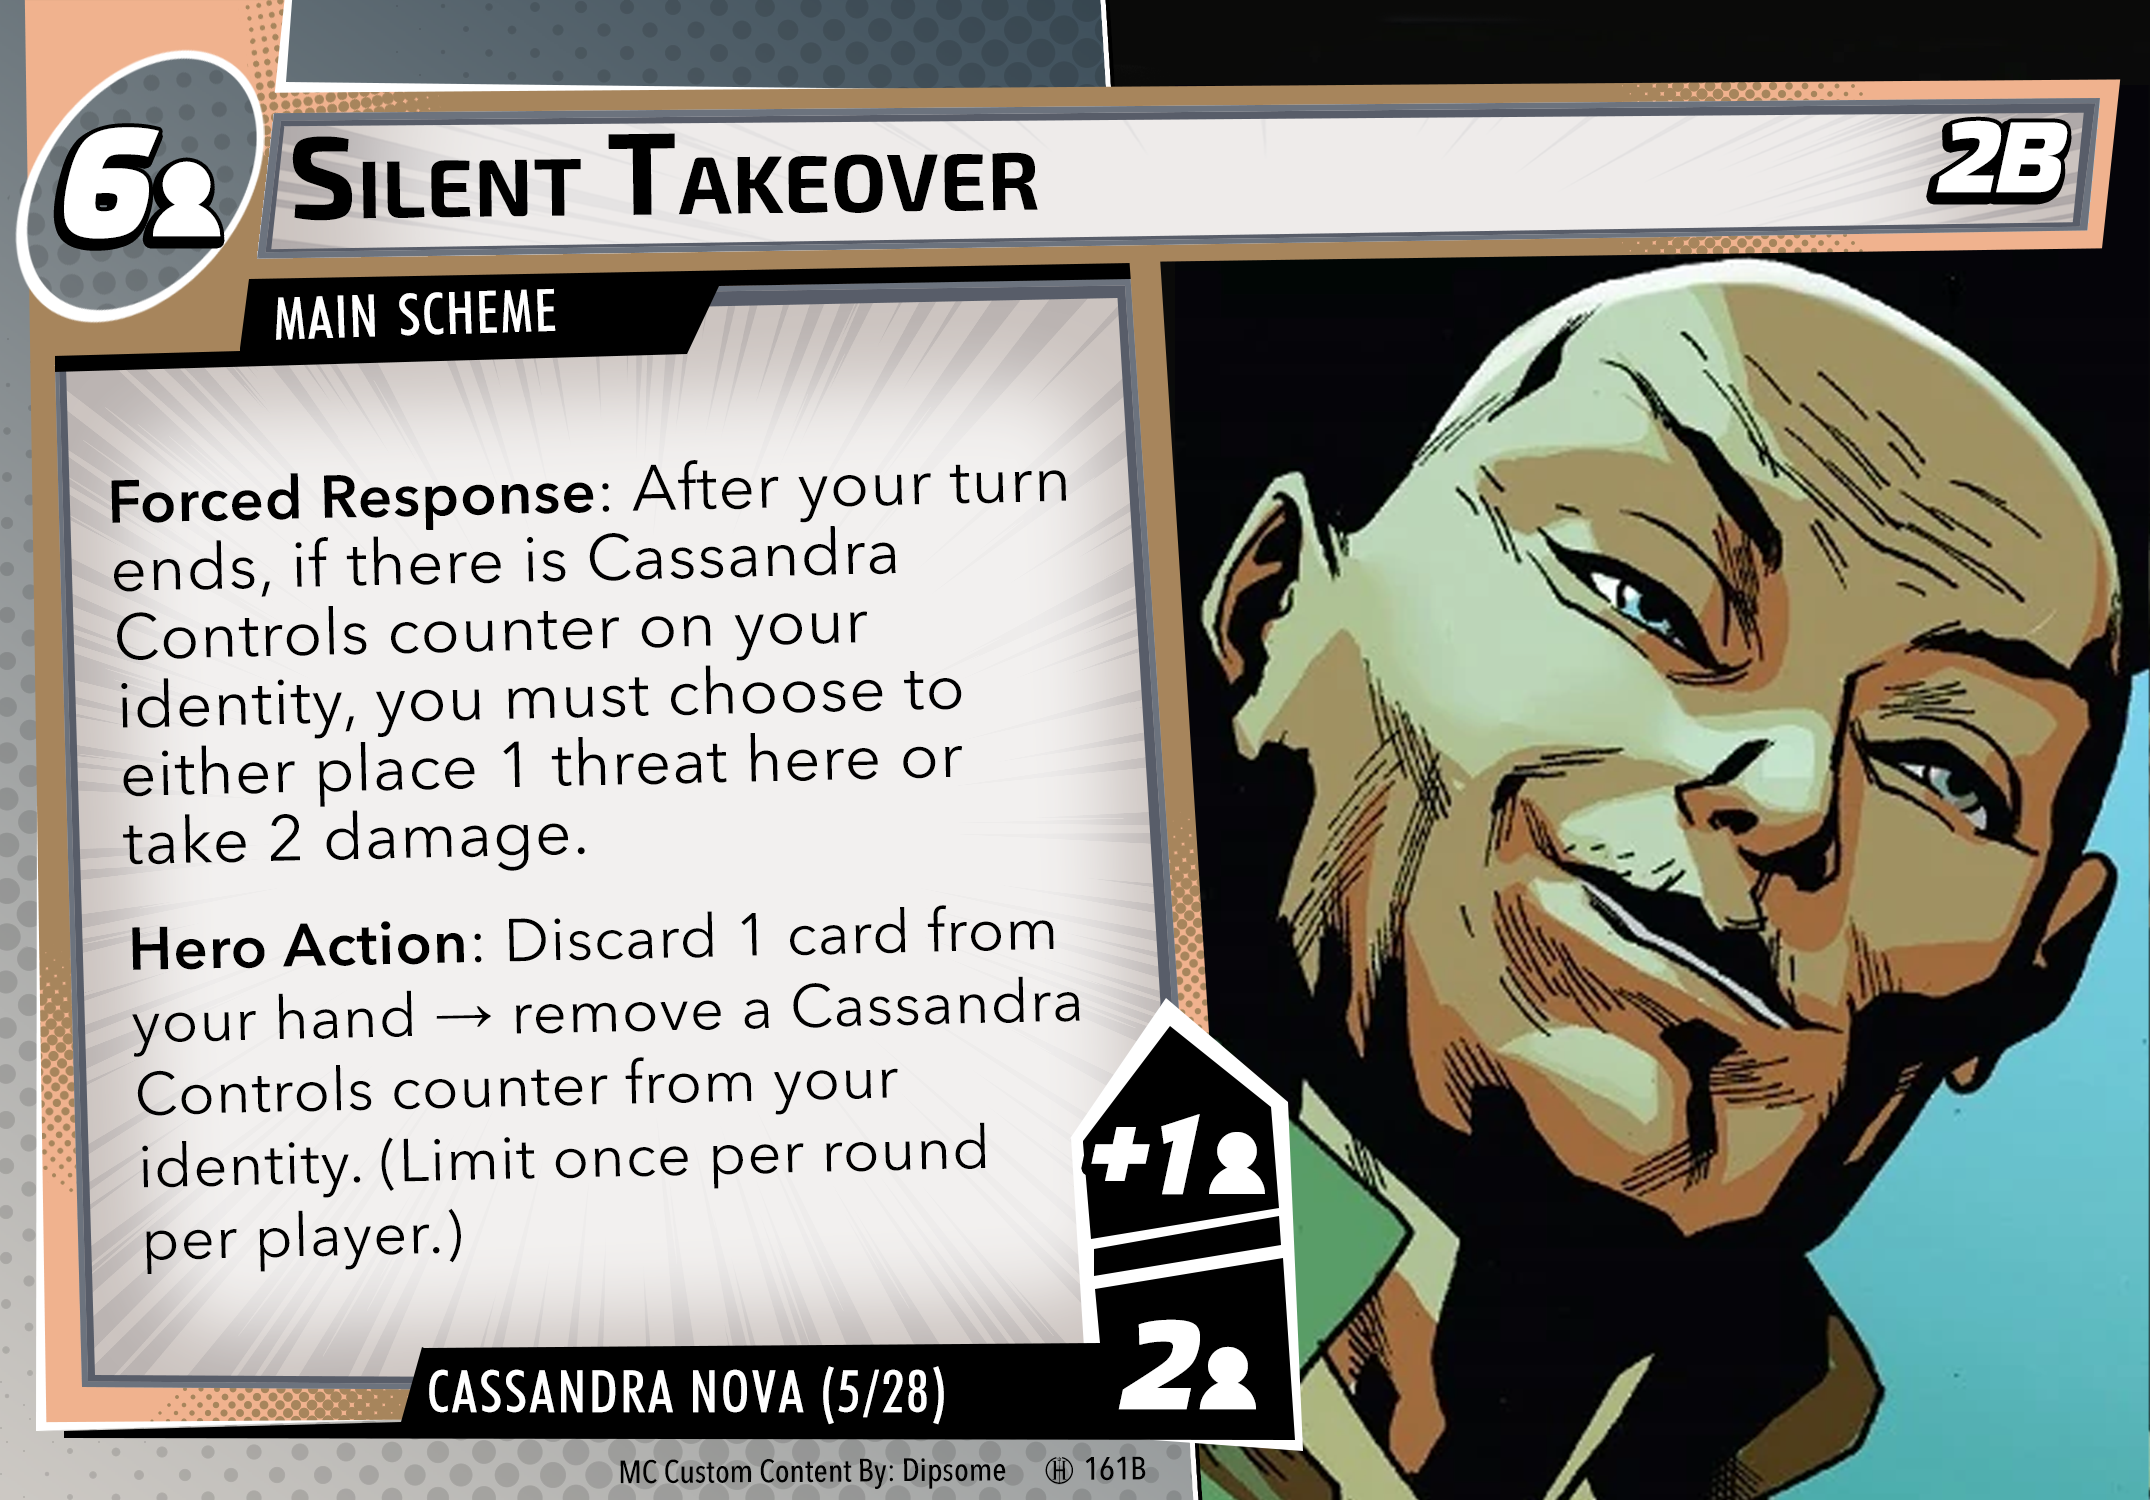 6
SILENT TAKEOVER
2B
MAIN SCHEME
Forced Response: After your turn
ends, if there is Cassandra
Controls counter on your
identity, you must choose to
either place 1 threat here or
take 2 damage.
Hero Action: Discard 1 card from
your hand → remove a Cassandra
Controls counter from your
identity. (Limit once per round
per player.)
+1
2
CASSANDRA NOVA (5/28)
MC Custom Content By: Dipsome 161B